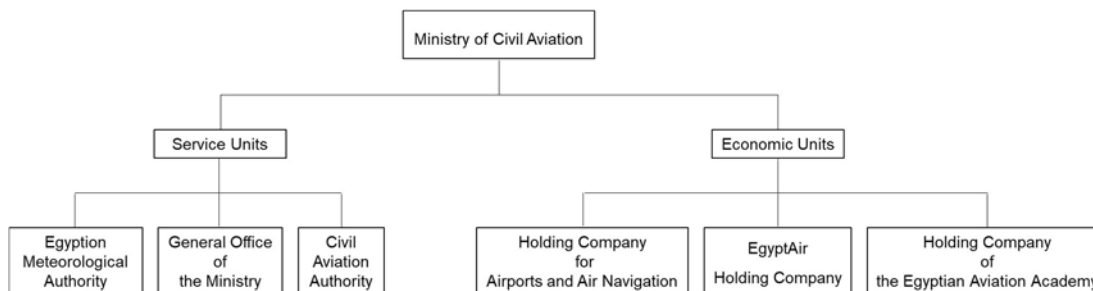 Ministry of Civil Aviation
Service Units
Economic Units
Egyption
Meteorological
Authority
General Office
of
the Ministry
Civil
Aviation
Authority
Holding Company
for
Airports and Air Navigation
EgyptAir
Holding Company
Holding Company
of
the Egyptian Aviation Academy